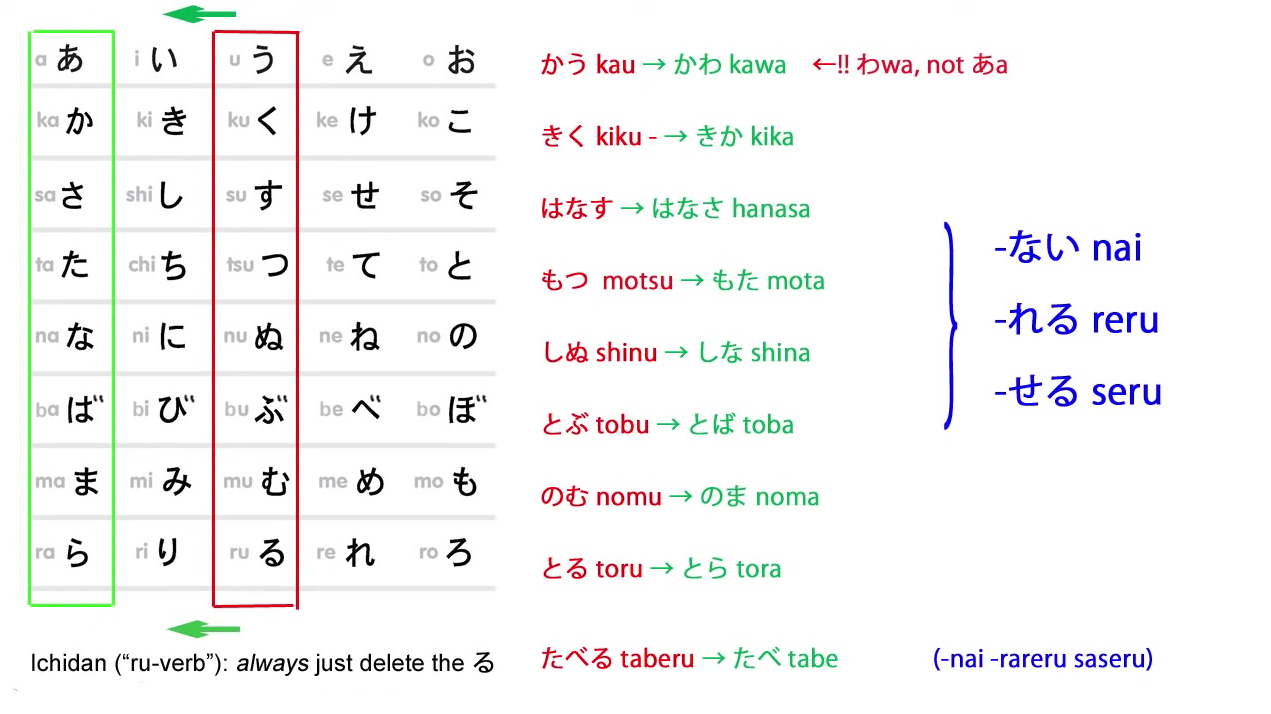 a あ i い u う e え o お
ka か ki き ku く ke け ko こ
sa さ shi し su す se せ so そ
ta た chi ち tsu つ te て to と
na な ni に nu ぬ ne ね no の
ba ば bi び bu ぶ be べ bo ぼ
ma ま mi み mu む me め mo も
ra ら ri り ru る re れ ro ろ
Ichidan (“ru-verb”): always just delete the る
かう kau → かわ kawa ←!! わwa, not あa
きく kiku - → きか kika
はなす → はなさ hanasa
もつ motsu → もた mota
しぬ shinu → しな shina
とぶ tobu → とば toba
のむ nomu → のま noma
とる toru → とら tora
たべる taberu → たべ tabe
-ない nai
-れる reru
-せる seru
(-nai -rareru saseru)